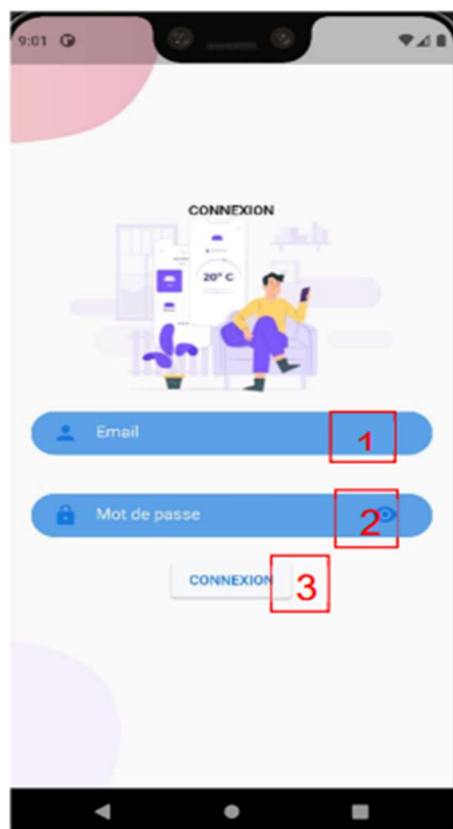 9:01
CONNEXION
20° C
Email 1
Mot de passe 2
CONNEXION 3